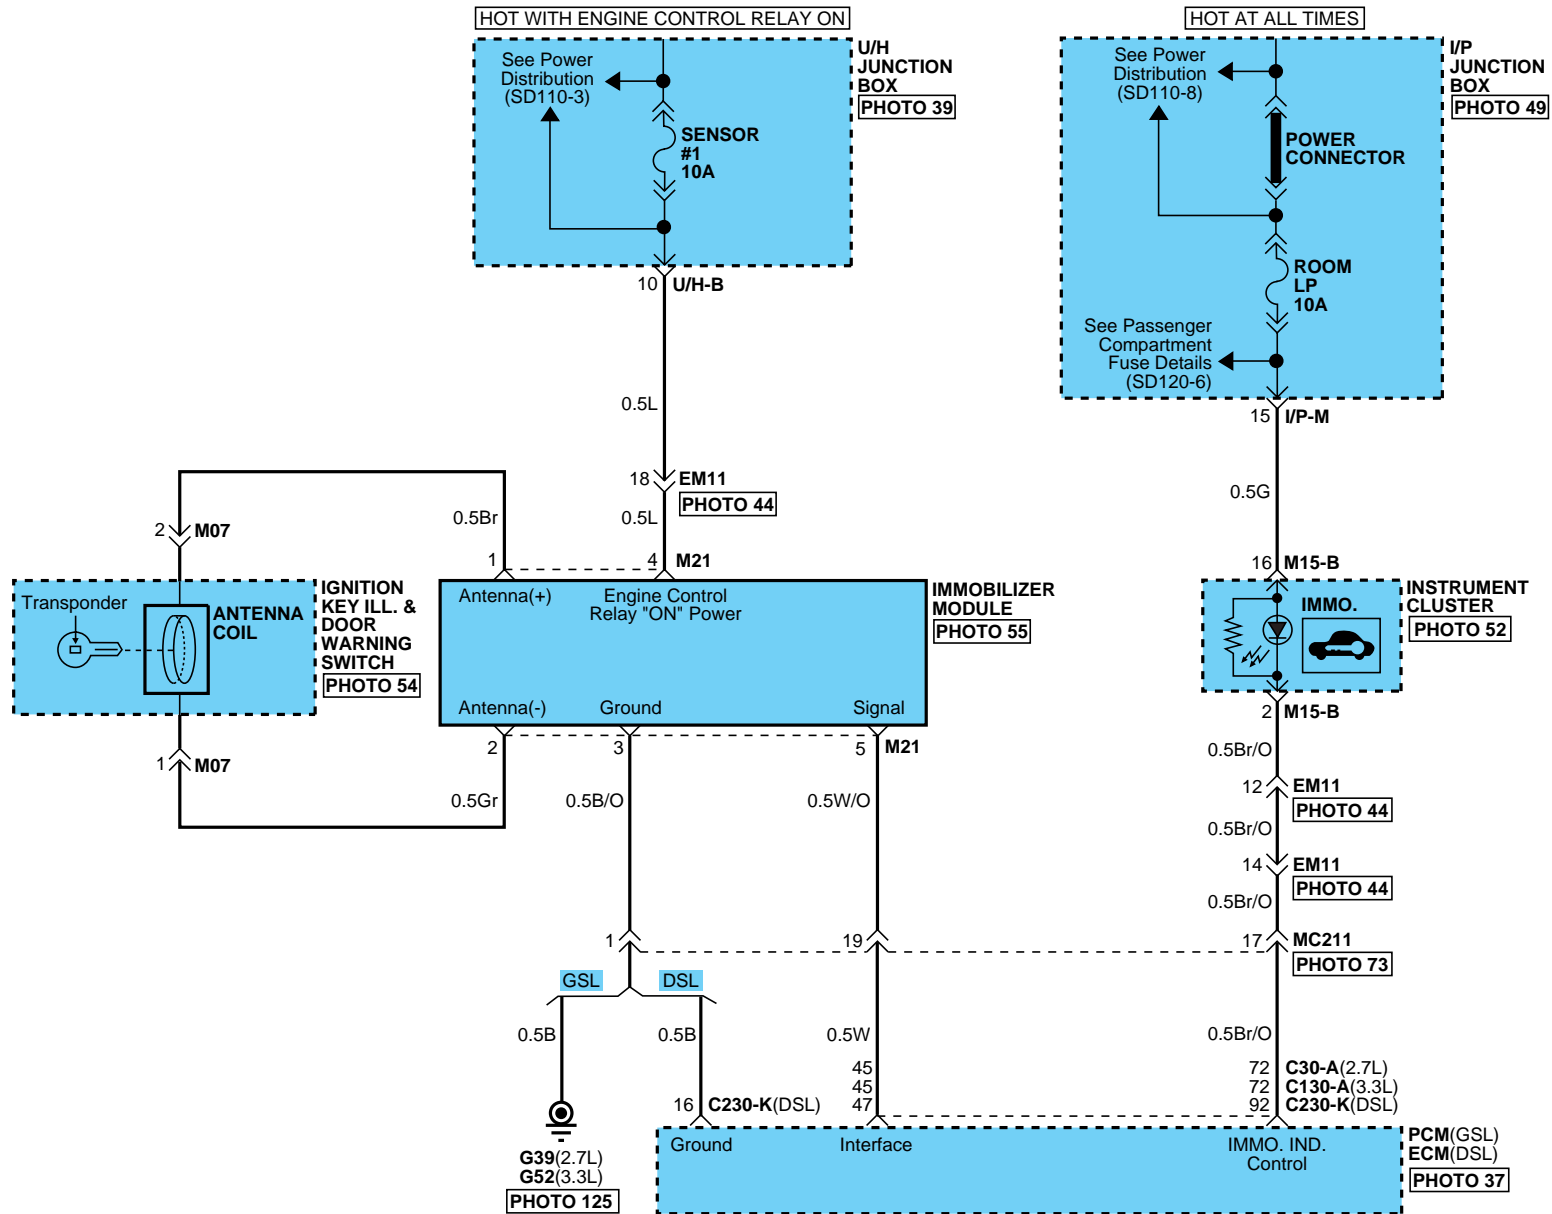 HOT WITH ENGINE CONTROL RELAY ON
HOT AT ALL TIMES
See Power
Distribution
(SD110-3)
SENSOR
#1
10A
U/H
JUNCTION
BOX
PHOTO 39
See Power
Distribution
(SD110-8)
POWER
CONNECTOR
ROOM
LP
10A
See Passenger
Compartment
Fuse Details
(SD120-6)
I/P
JUNCTION
BOX
PHOTO 49
10 U/H-B
15 I/P-M
0.5L
0.5G
18 EM11
PHOTO 44
0.5Br
0.5L
2 M07
1
4 M21
16 M15-B
Transponder
ANTENNA
COIL
IGNITION
KEY ILL. &
DOOR
WARNING
SWITCH
PHOTO 54
Antenna(+)
Engine Control
Relay "ON" Power
IMMOBILIZER
MODULE
PHOTO 55
IMMO.
INSTRUMENT
CLUSTER
PHOTO 52
Antenna(-)
Ground
Signal
2
3
5 M21
2 M15-B
1 M07
0.5Gr
0.5B/O
0.5W/O
0.5Br/O
12 EM11
PHOTO 44
0.5Br/O
14 EM11
PHOTO 44
0.5Br/O
1
19
17 MC211
PHOTO 73
GSL
DSL
0.5B
0.5B
0.5W
0.5Br/O
45
45
47
72 C30-A(2.7L)
72 C130-A(3.3L)
92 C230-K(DSL)
16 C230-K(DSL)
G39(2.7L)
G52(3.3L)
PHOTO 125
Ground
Interface
IMMO. IND.
Control
PCM(GSL)
ECM(DSL)
PHOTO 37